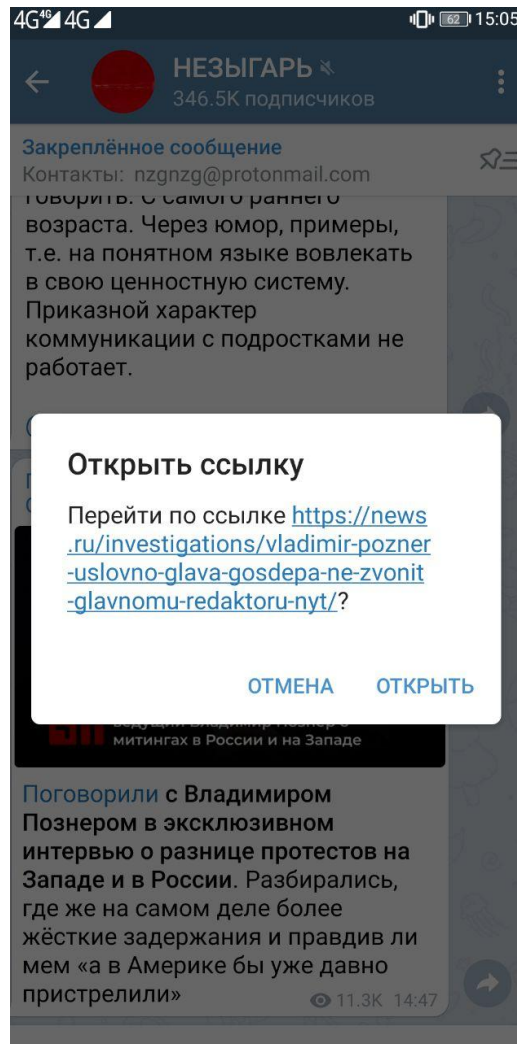 4G 4G 4G 62 15:05
НЕЗЫГАРЬ
346.5K подписчиков
Закреплённое сообщение
Контакты: nzgnzg@protonmail.com
говорить. С самого раннего
возраста. Через юмор, примеры,
т.е. на понятном языке вовлекать
в свою ценностную систему.
Приказной характер
коммуникации с подростками не
работает.
Открыть ссылку
Перейти по ссылке https://news
.ru/investigations/vladimir-pozner
-uslovno-glava-gosdepa-ne-zvonit
-glavnomu-redaktoru-nyt/?
ОТМЕНА ОТКРЫТЬ
ведущий Владимир Познер о
митингах в России и на Западе
Поговорили с Владимиром
Познером в эксклюзивном
интервью о разнице протестов на
Западе и в России. Разбирались,
где же на самом деле более
жёсткие задержания и правдив ли
мем «а в Америке бы уже давно
пристрелили»
11.3K 14:47